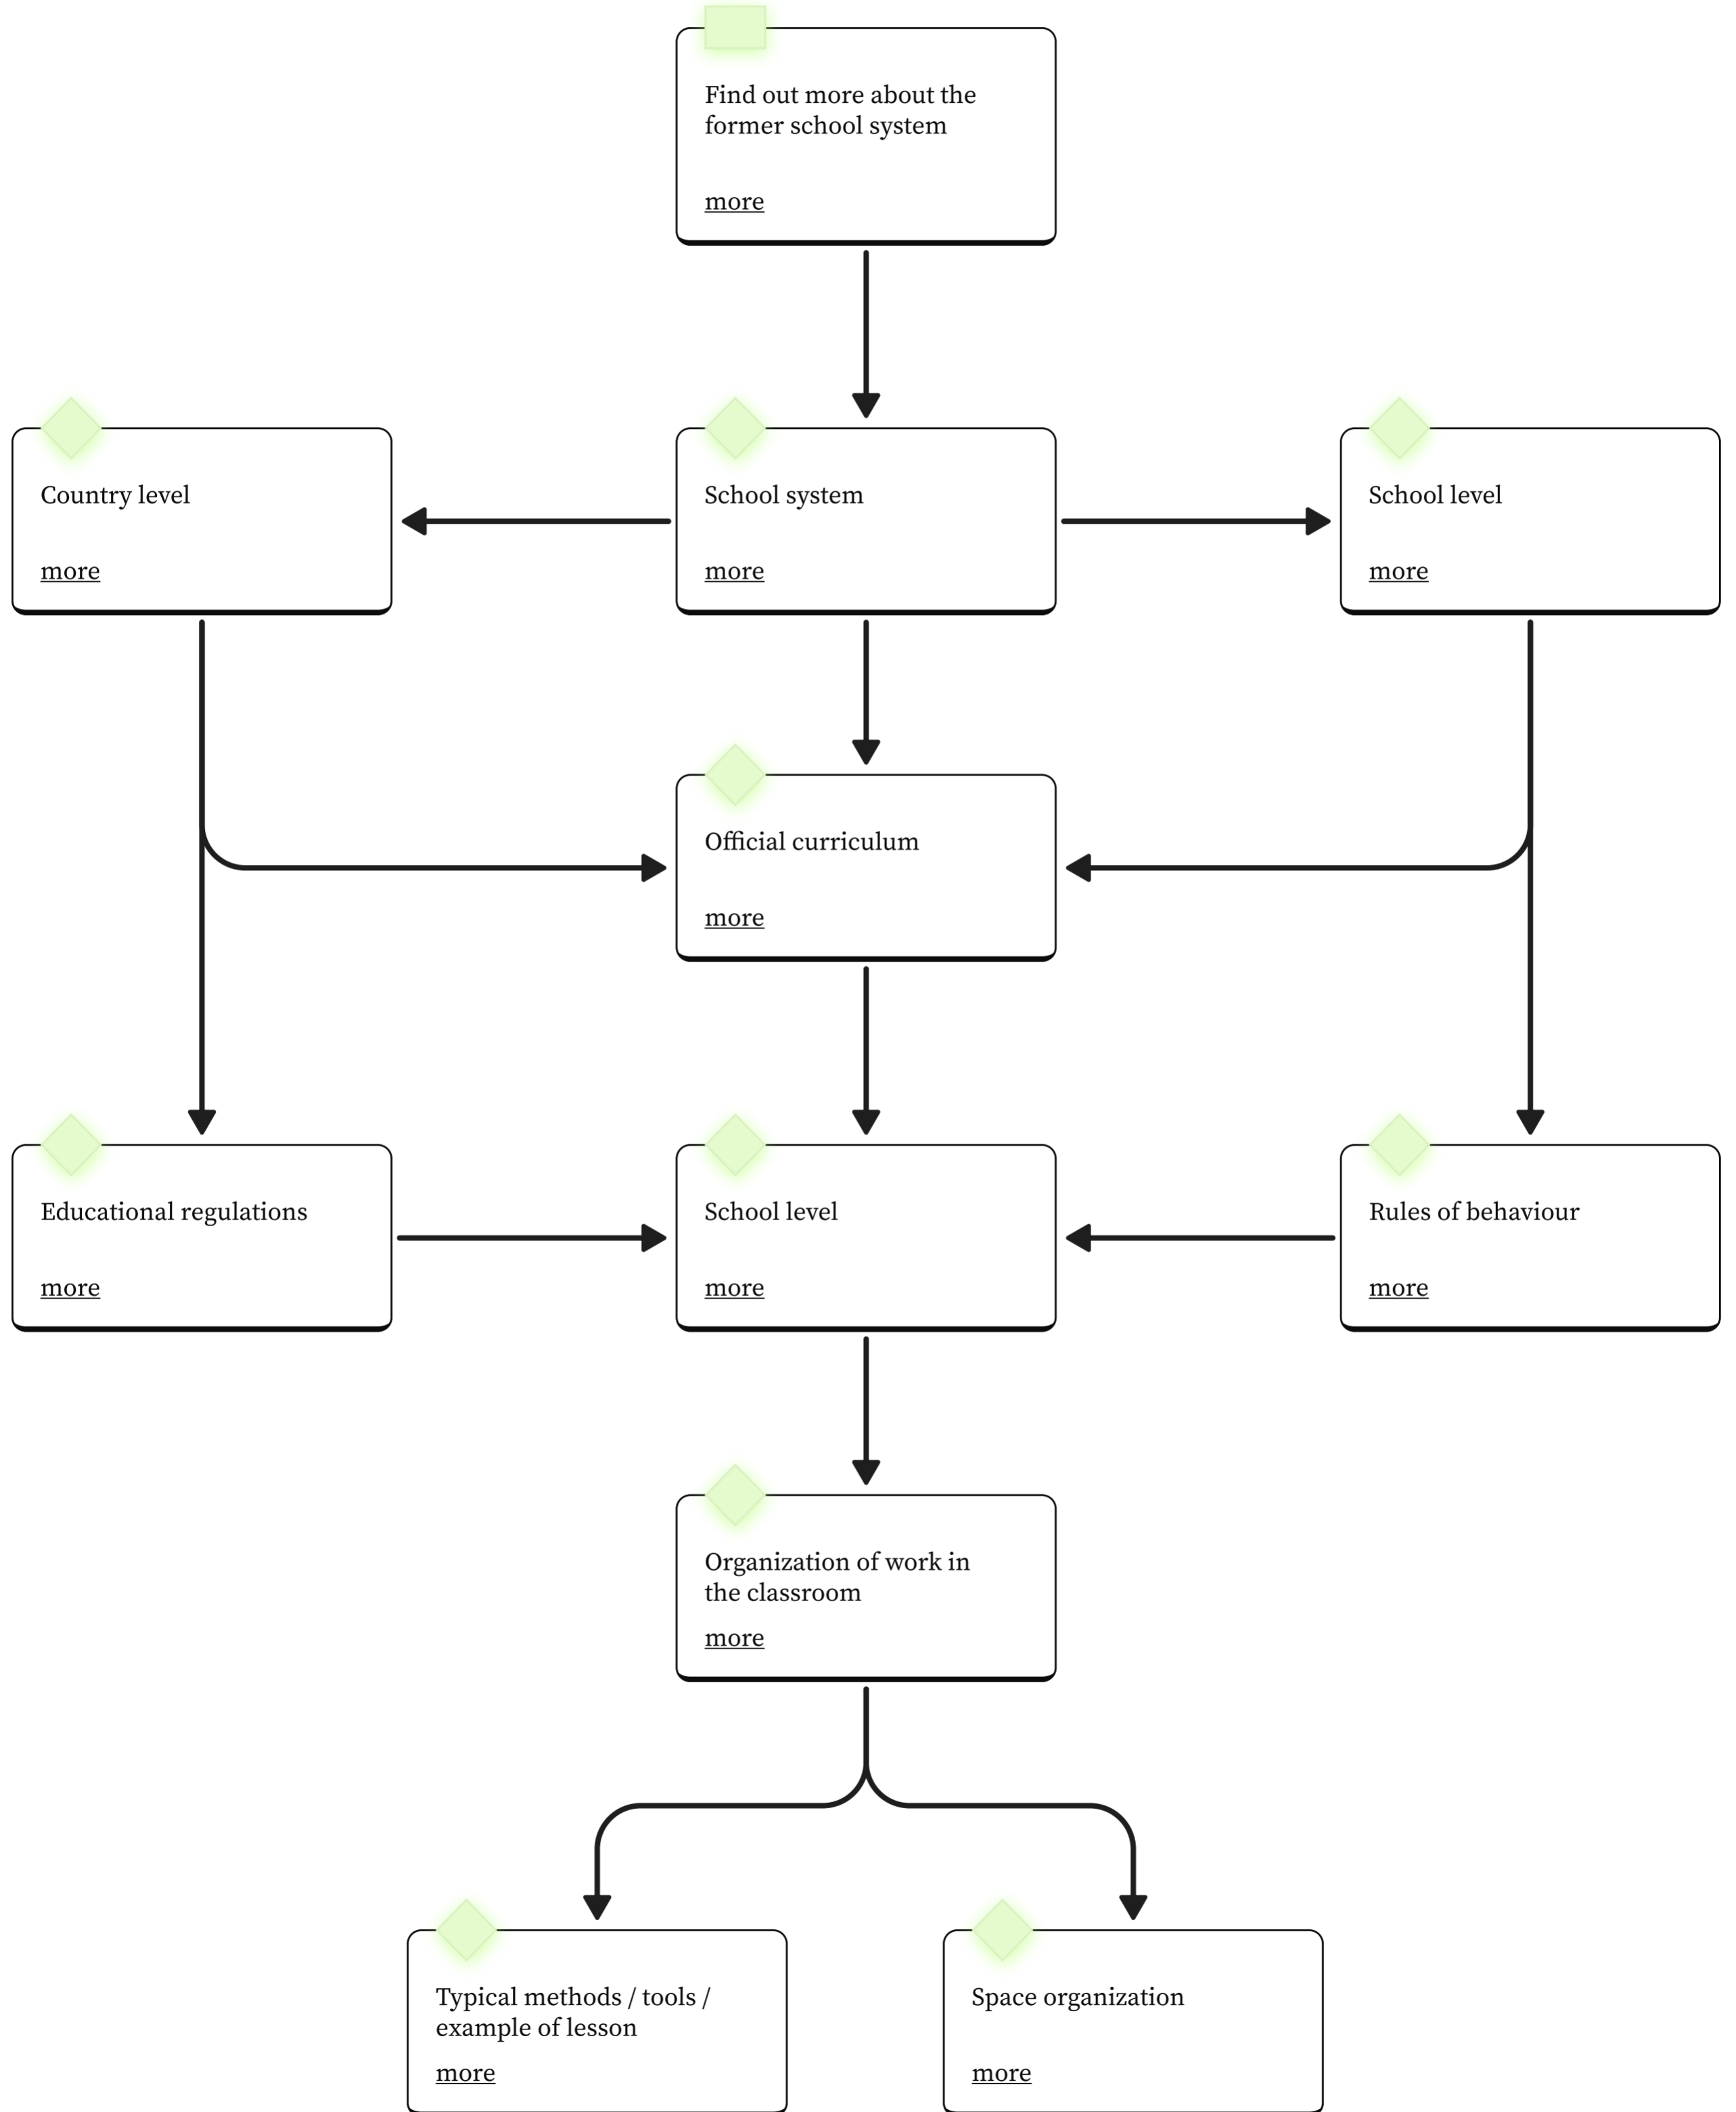 Find out more about the
former school system
more
Country level
more
School system
more
School level
more
Official curriculum
more
Educational regulations
more
School level
more
Rules of behaviour
more
Organization of work in
the classroom
more
Typical methods / tools /
example of lesson
more
Space organization
more